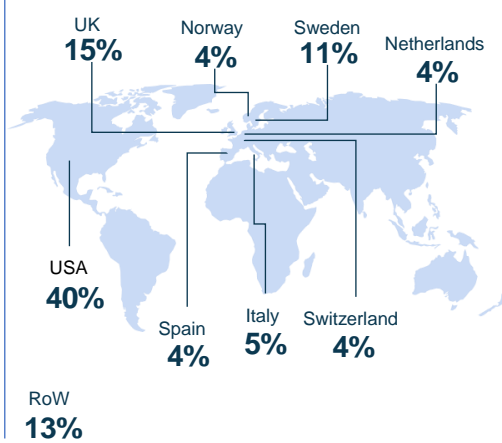 UK
15%
Norway
4%
Sweden
11%
Netherlands
4%
USA
40%
Spain
4%
Italy
5%
Switzerland
4%
RoW
13%